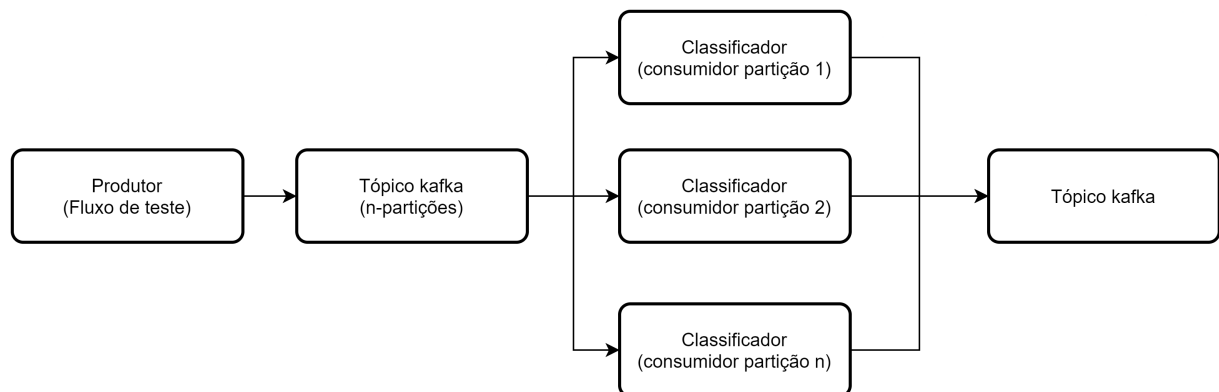 Produtor
(Fluxo de teste)
Tópico kafka
(n-partições)
Classificador
(consumidor partição 1)
Classificador
(consumidor partição 2)
Classificador
(consumidor partição n)
Tópico kafka